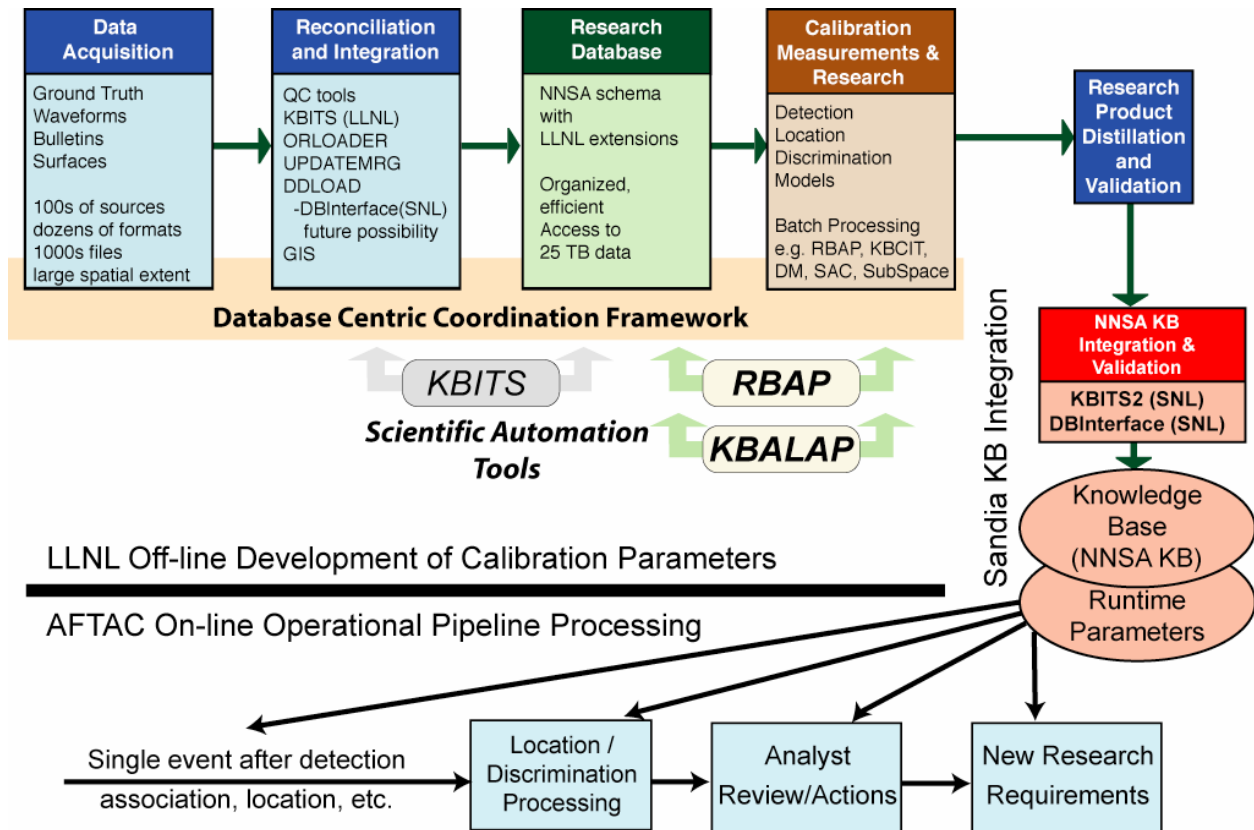 Data
Acquisition
Ground Truth
Waveforms
Bulletins
Surfaces
100s of sources
dozens of formats
1000s files
large spatial extent
Reconciliation
and Integration
QC tools
KBITS (LLNL)
ORLOADER
UPDATEMRG
DDLOAD
-DBInterface(SNL)
future possibility
GIS
Research
Database
NNSA schema
with
LLNL extensions
Organized,
efficient
Access to
25 TB data
Calibration
Measurements &
Research
Detection
Location
Discrimination
Models
Batch Processing
e.g. RBAP, KBCIT,
DM, SAC, SubSpace
Research
Product
Distillation
and
Validation
Database Centric Coordination Framework
KBITS
RBAP
KBALAP
Scientific Automation
Tools
Sandia KB Integration
NNSA KB
Integration &
Validation
KBITS2 (SNL)
DBInterface (SNL)
Knowledge
Base
(NNSA KB)
Runtime
Parameters
LLNL Off-line Development of Calibration Parameters
AFTAC On-line Operational Pipeline Processing
Single event after detection
association, location, etc.
Location /
Discrimination
Processing
Analyst
Review/Actions
New Research
Requirements